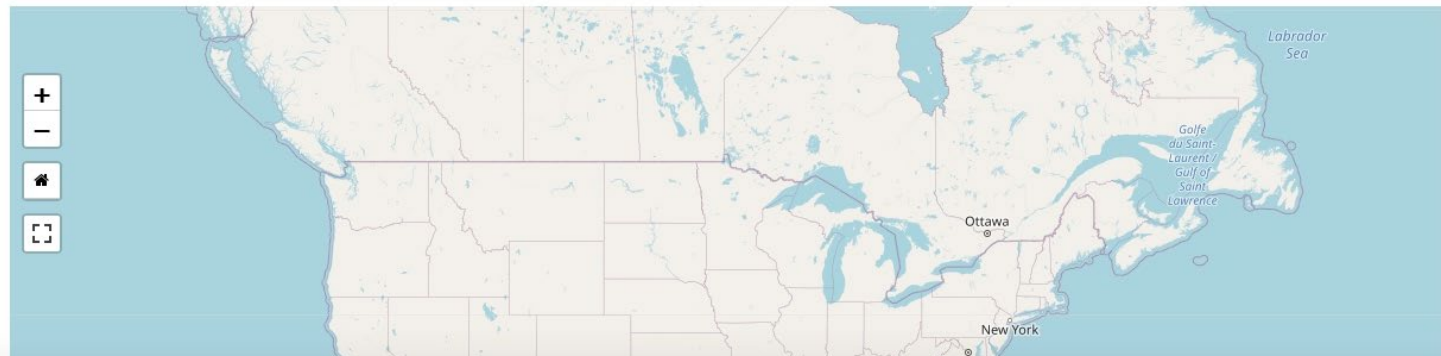 Labrador
Sea
+
−
Golfe
du Saint-
Laurent /
Gulf of
Saint
Lawrence
Ottawa
New York